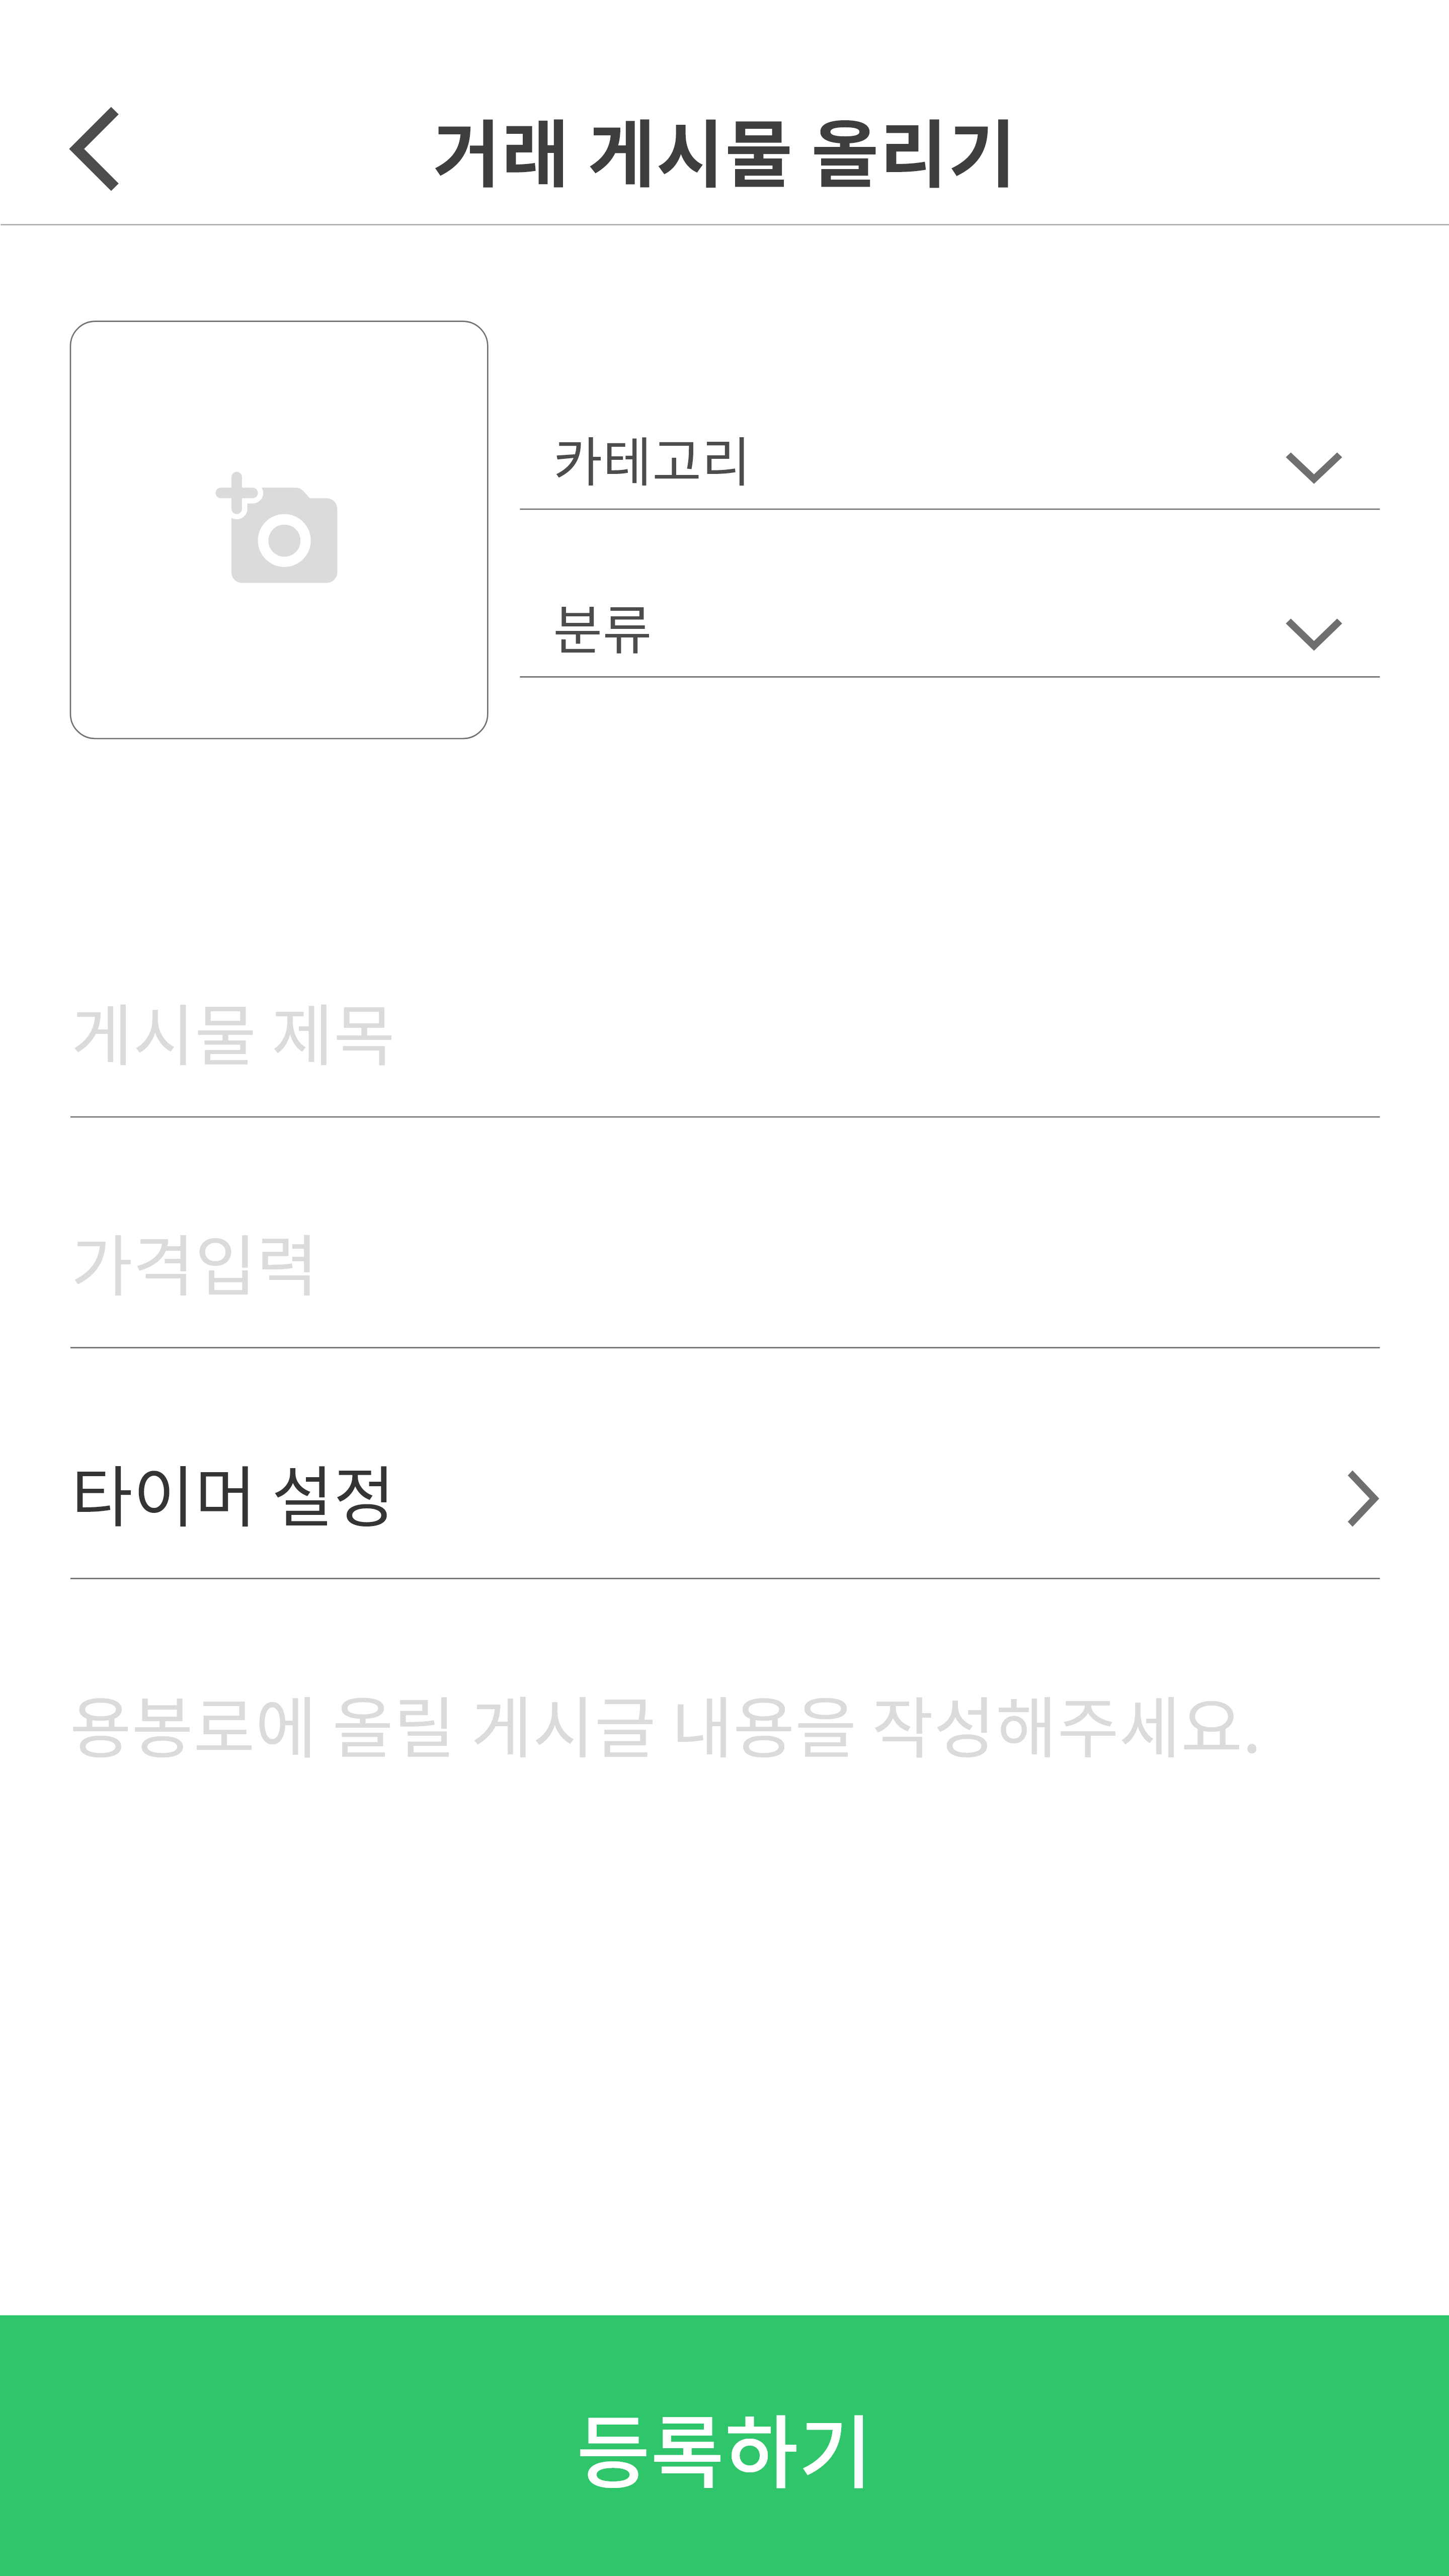 거래 게시물 올리기
카테고리
분류
게시물 제목
가격입력
타이머 설정
용봉로에 올릴 게시글 내용을 작성해주세요.
등록하기